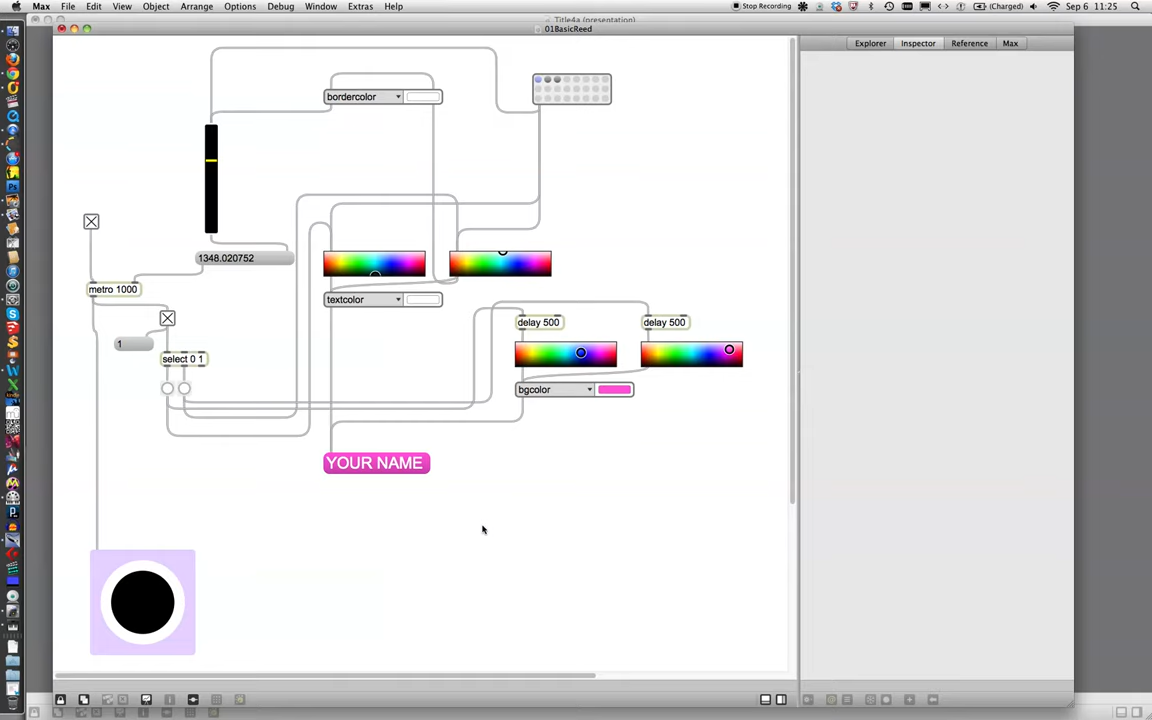 Max File Edit View Object Arrange Options Debug Window Extras Help
Stop Recording (Charged) Sep 6 11:25
Title4a (presentation)
01BasicReed
Explorer Inspector Reference Max
bordercolor
1348.020752
metro 1000
textcolor
delay 500 delay 500
1
select 0 1
bgcolor
YOUR NAME